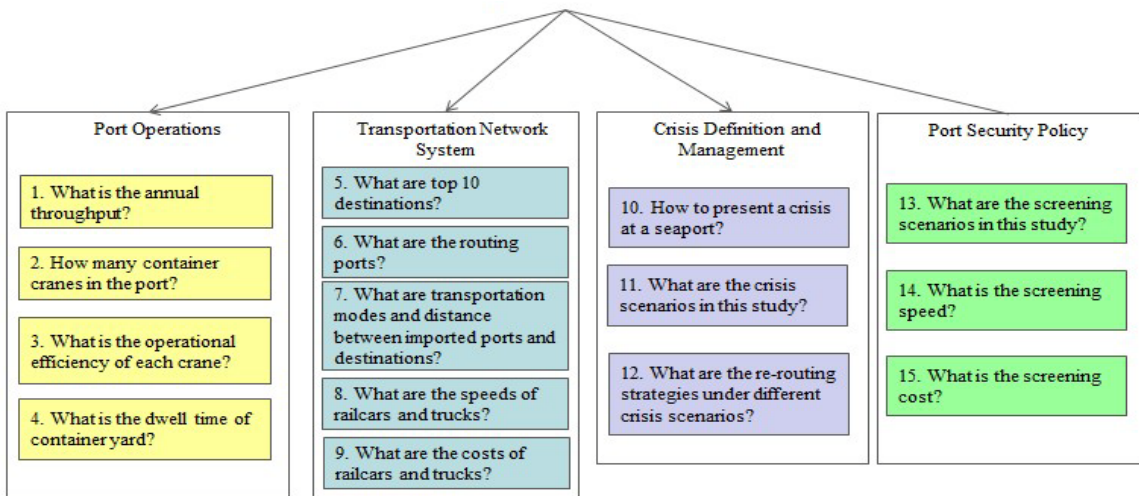 Port Operations
1. What is the annual
throughput?
2. How many container
cranes in the port?
3. What is the operational
efficiency of each crane?
4. What is the dwell time of
container yard?
Transportation Network
System
5. What are top 10
destinations?
6. What are the routing
ports?
7. What are transportation
modes and distance
between imported ports and
destinations?
8. What are the speeds of
railcars and trucks?
9. What are the costs of
railcars and trucks?
Crisis Definition and
Management
10. How to present a crisis
at a seaport?
11. What are the crisis
scenarios in this study?
12. What are the re-routing
strategies under different
crisis scenarios?
Port Security Policy
13. What are the screening
scenarios in this study?
14. What is the screening
speed?
15. What is the screening
cost?